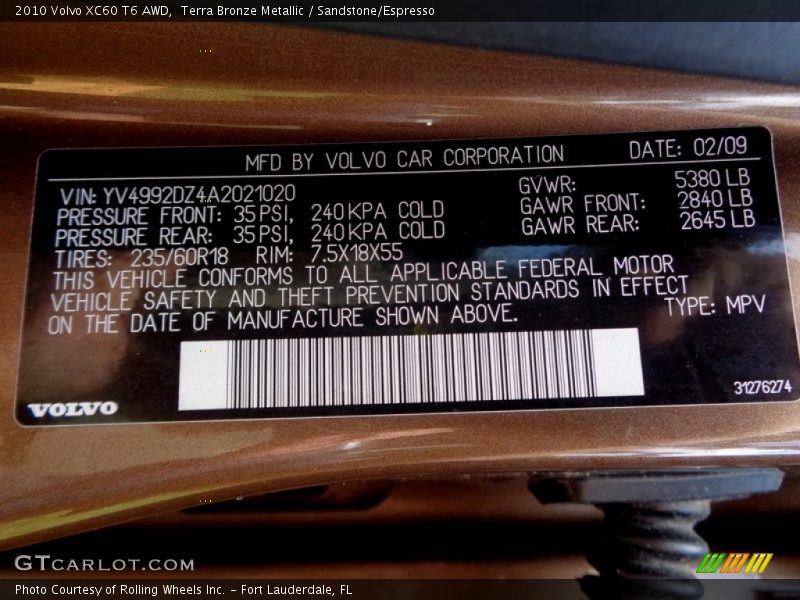 2010 Volvo XC60 T6 AWD,  Terra Bronze Metallic / Sandstone/Espresso
MFD BY VOLVO CAR CORPORATION DATE: 02/09
VIN: YV4992DZ4A2021020 GVWR: 5380 LB
PRESSURE FRONT: 35 PSI, 240 KPA COLD GAWR FRONT: 2840 LB
PRESSURE REAR: 35 PSI, 240 KPA COLD GAWR REAR: 2645 LB
TIRES: 235/60R18 RIM: 7.5X18X55
THIS VEHICLE CONFORMS TO ALL APPLICABLE FEDERAL MOTOR
VEHICLE SAFETY AND THEFT PREVENTION STANDARDS IN EFFECT
ON THE DATE OF MANUFACTURE SHOWN ABOVE. TYPE: MPV
VOLVO 31276274
GTCARLOT.COM
Photo Courtesy of Rolling Wheels Inc. - Fort Lauderdale, FL